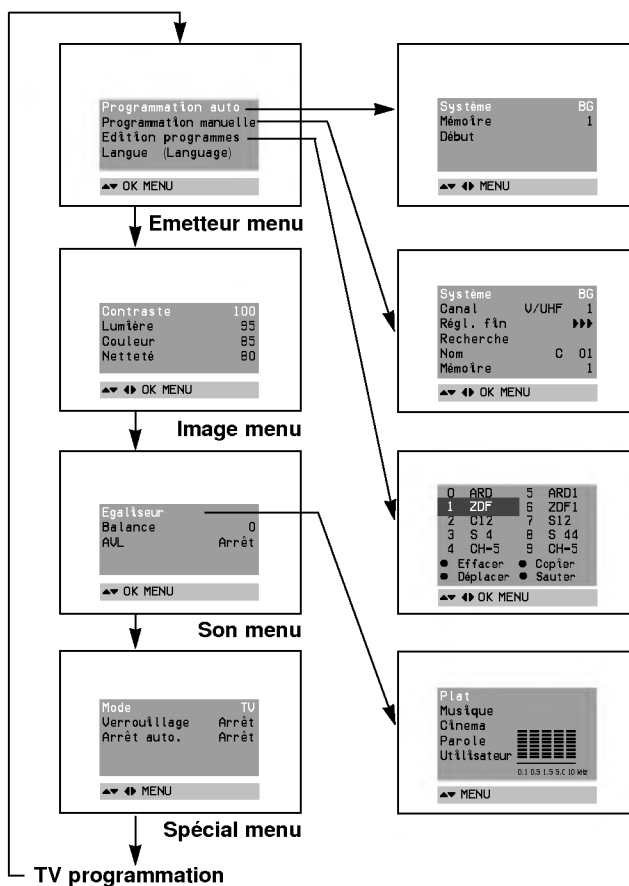 Programmation auto
Programmation manuelle
Edition programmes
Langue (Language)
▲▼ OK MENU
Emetteur menu
Système BG
Mémoire 1
Début
▲▼ ◀▶ MENU
Contraste 100
Lumière 95
Couleur 85
Netteté 80
▲▼ ◀▶ OK MENU
Image menu
Système BG
Canal V/UHF 1
Régl. fin ▶▶▶
Recherche
Nom C 01
Mémoire 1
▲▼ ◀▶ OK MENU
Egaliseur
Balance 0
AVL Arrêt
▲▼ OK MENU
Son menu
0 ARD 5 ARD1
1 ZDF 6 ZDF1
2 C12 7 S12
3 S 4 8 S 44
4 CH-5 9 CH-5
● Effacer ● Copier
● Déplacer ● Sauter
▲▼ ◀▶ OK MENU
Mode TV
Verrouillage Arrêt
Arrêt auto. Arrêt
▲▼ ◀▶ MENU
Spécial menu
Plat
Musique
Cinema
Parole
Utilisateur
0.1 0.5 1.5 5.0 10 kHz
▲▼ MENU
TV programmation